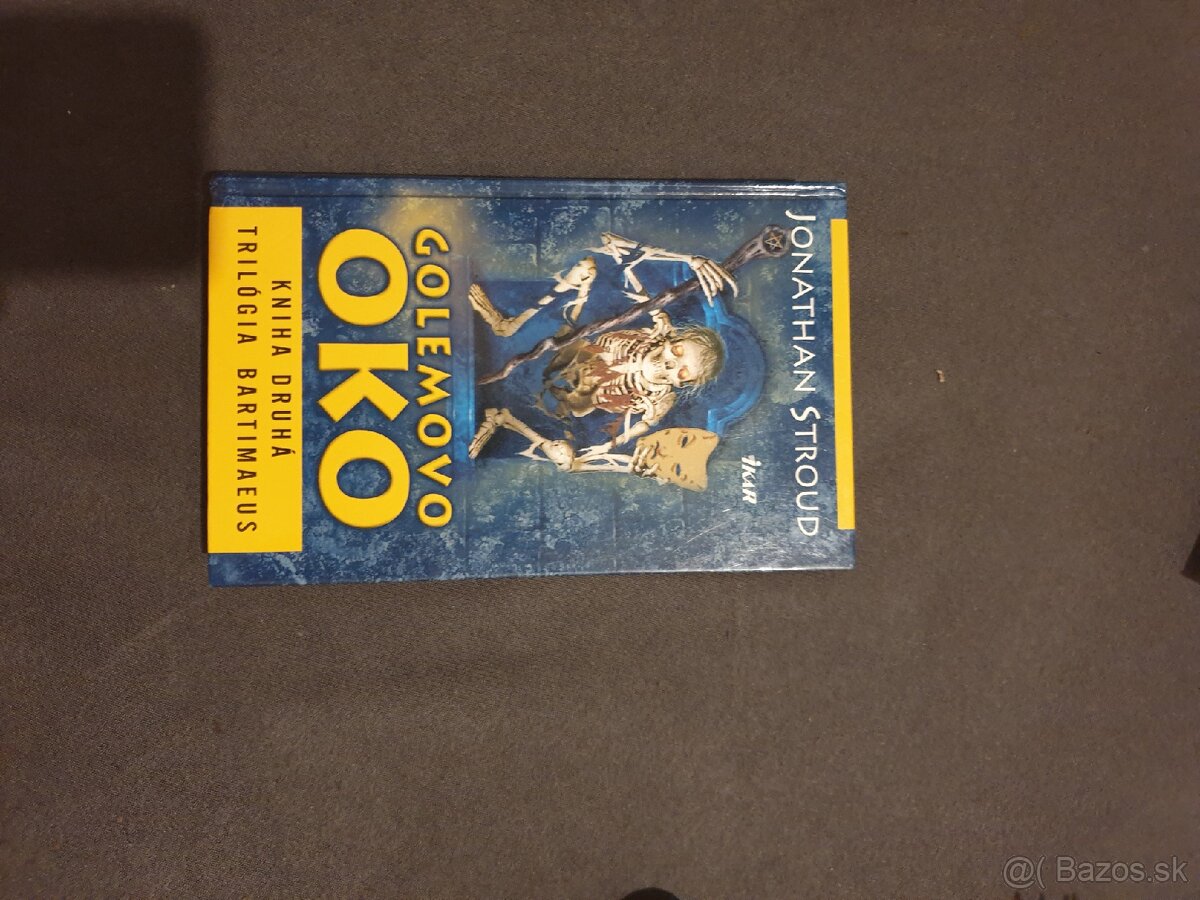 JONATHAN STROUD
IKAR
GOLEMOVO
OKO
KNIHA DRUHÁ
TRILÓGIA BARTIMAEUS
@( Bazos.sk